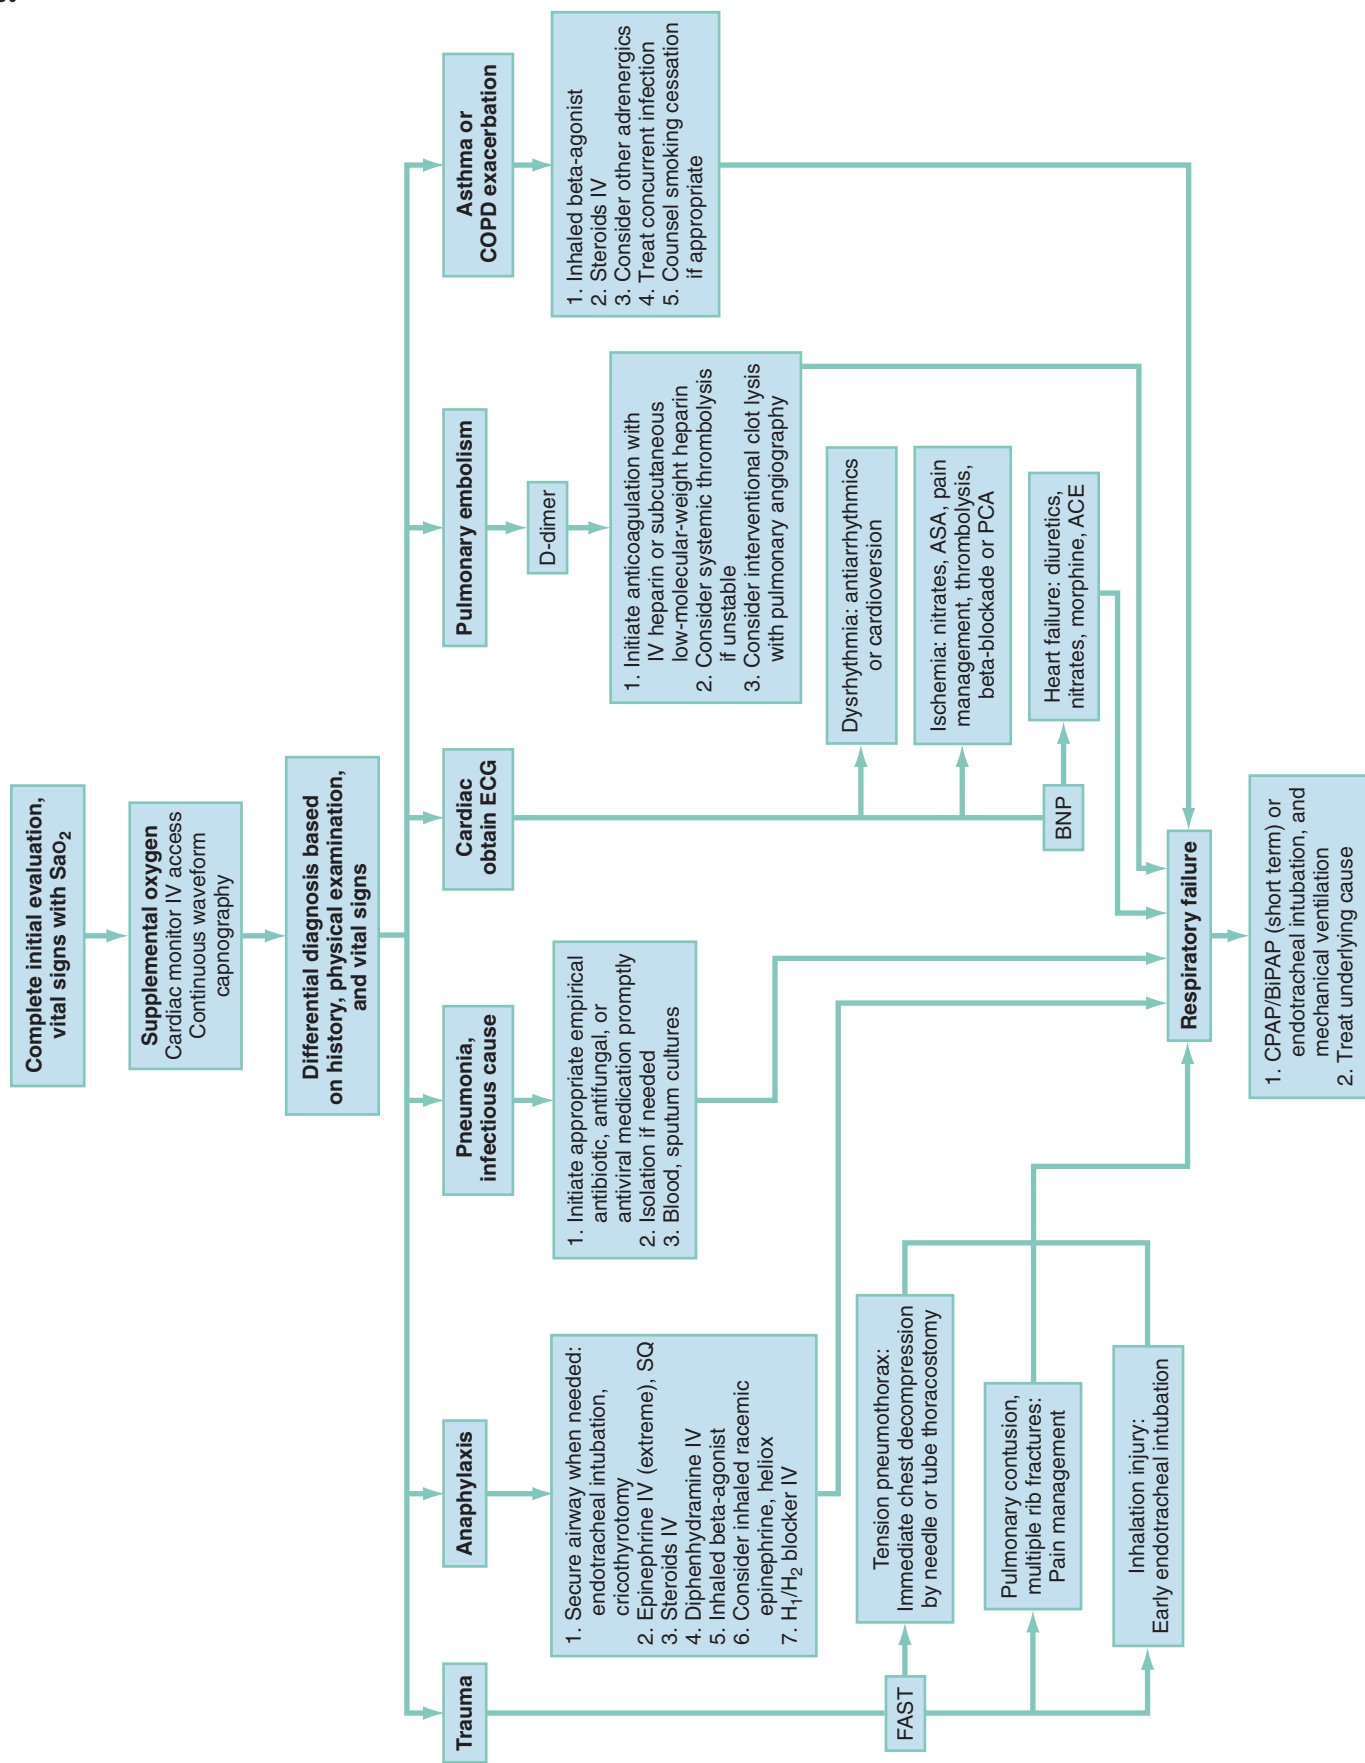 Complete initial evaluation,
vital signs with SaO2
Supplemental oxygen
Cardiac monitor IV access
Continuous waveform
capnography
Differential diagnosis based
on history, physical examination,
and vital signs
Trauma
FAST
Tension pneumothorax:
Immediate chest decompression
by needle or tube thoracostomy
Pulmonary contusion,
multiple rib fractures:
Pain management
Inhalation injury:
Early endotracheal intubation
Anaphylaxis
1. Secure airway when needed:
endotracheal intubation,
cricothyrotomy
2. Epinephrine IV (extreme), SQ
3. Steroids IV
4. Diphenhydramine IV
5. Inhaled beta-agonist
6. Consider inhaled racemic
epinephrine, heliox
7. H1/H2 blocker IV
Pneumonia,
infectious cause
1. Initiate appropriate empirical
antibiotic, antifungal, or
antiviral medication promptly
2. Isolation if needed
3. Blood, sputum cultures
Cardiac
obtain ECG
Dysrhythmia: antiarrhythmics
or cardioversion
Ischemia: nitrates, ASA, pain
management, thrombolysis,
beta-blockade or PCA
BNP
Heart failure: diuretics,
nitrates, morphine, ACE
Pulmonary embolism
D-dimer
1. Initiate anticoagulation with
IV heparin or subcutaneous
low-molecular-weight heparin
2. Consider systemic thrombolysis
if unstable
3. Consider interventional clot lysis
with pulmonary angiography
Asthma or
COPD exacerbation
1. Inhaled beta-agonist
2. Steroids IV
3. Consider other adrenergics
4. Treat concurrent infection
5. Counsel smoking cessation
if appropriate
Respiratory failure
1. CPAP/BiPAP (short term) or
endotracheal intubation, and
mechanical ventilation
2. Treat underlying cause